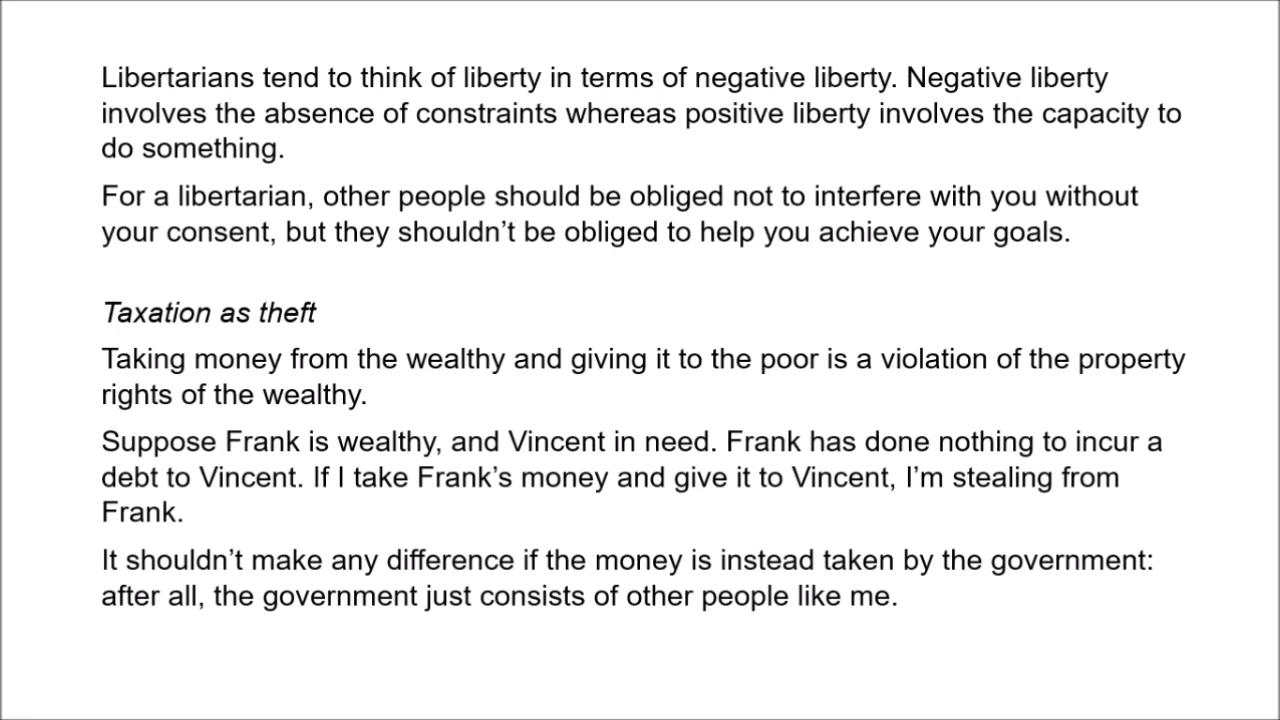 Libertarians tend to think of liberty in terms of negative liberty. Negative liberty
involves the absence of constraints whereas positive liberty involves the capacity to
do something.
For a libertarian, other people should be obliged not to interfere with you without
your consent, but they shouldn’t be obliged to help you achieve your goals.
Taxation as theft
Taking money from the wealthy and giving it to the poor is a violation of the property
rights of the wealthy.
Suppose Frank is wealthy, and Vincent in need. Frank has done nothing to incur a
debt to Vincent. If I take Frank’s money and give it to Vincent, I’m stealing from
Frank.
It shouldn’t make any difference if the money is instead taken by the government:
after all, the government just consists of other people like me.